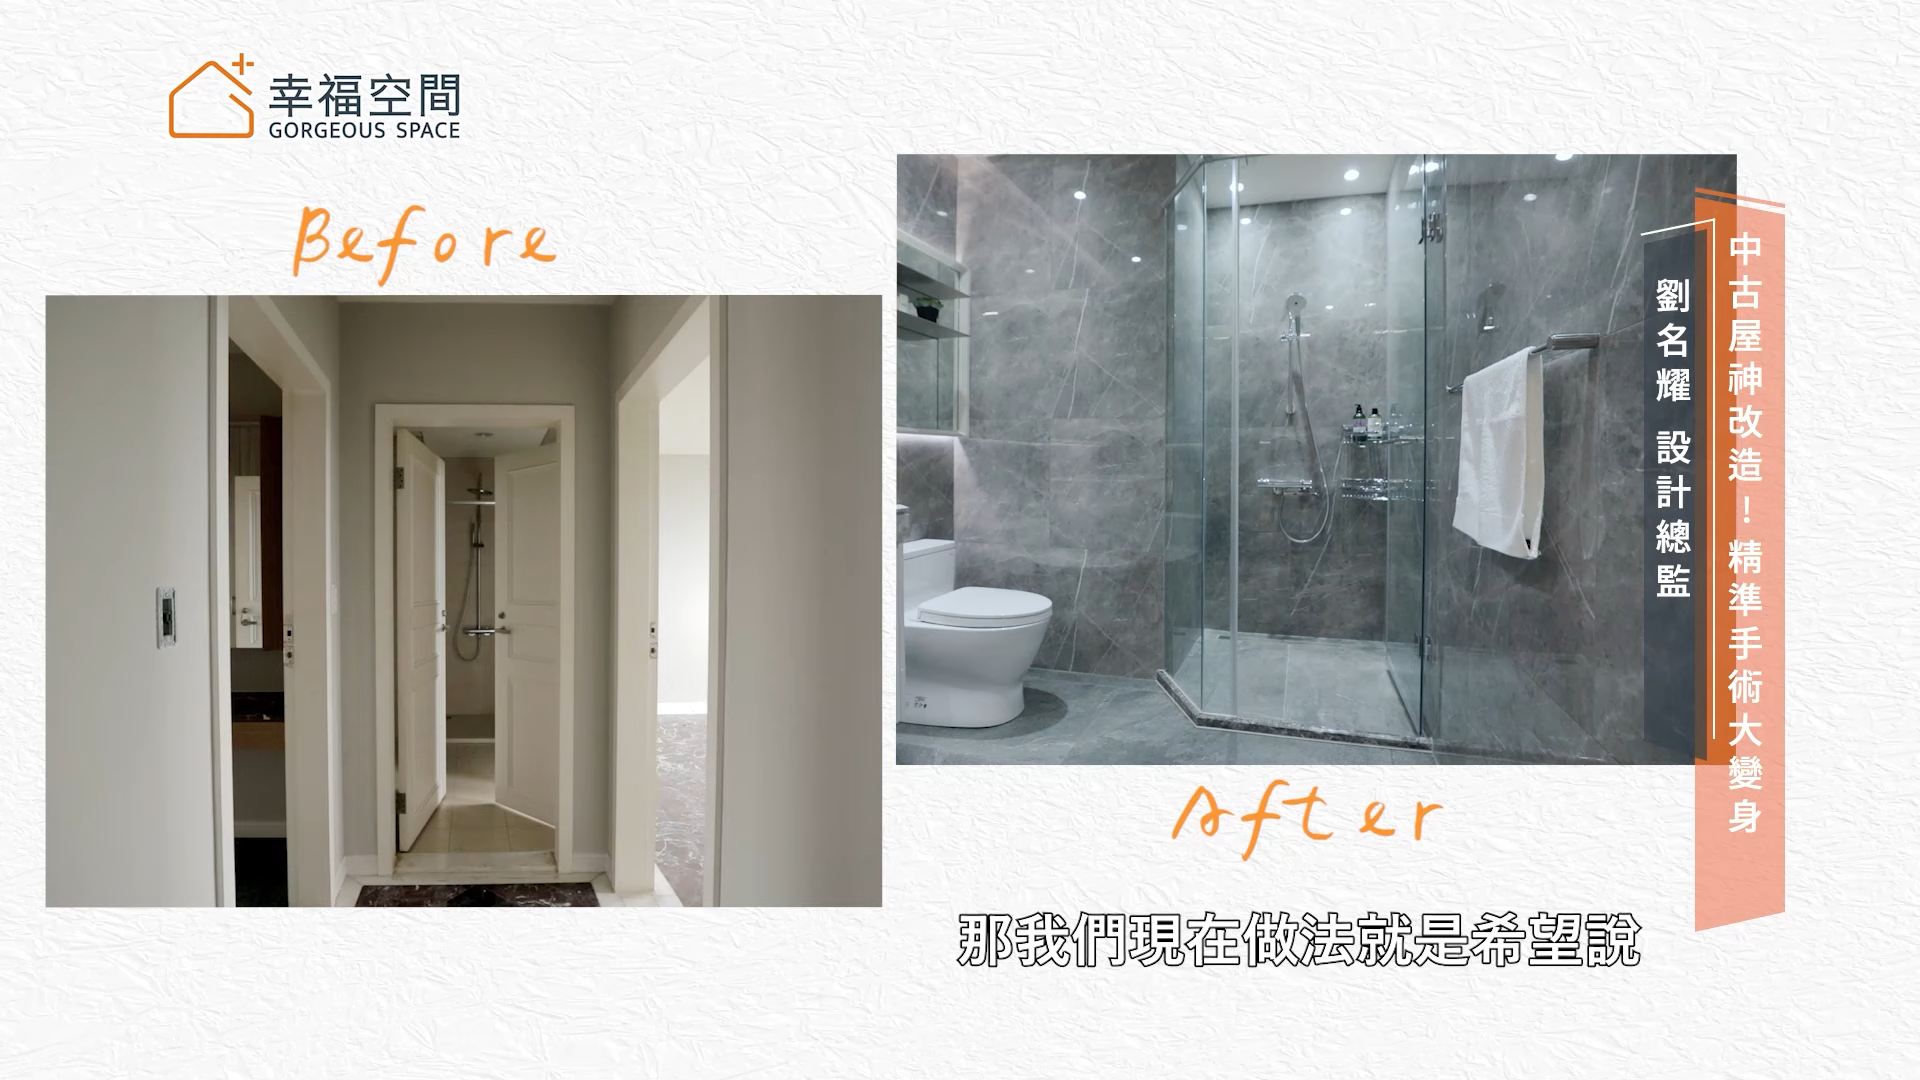 幸福空間
GORGEOUS SPACE
Before
After
中古屋神改造！精準手術大變身
劉名耀 設計總監
那我們現在做法就是希望說